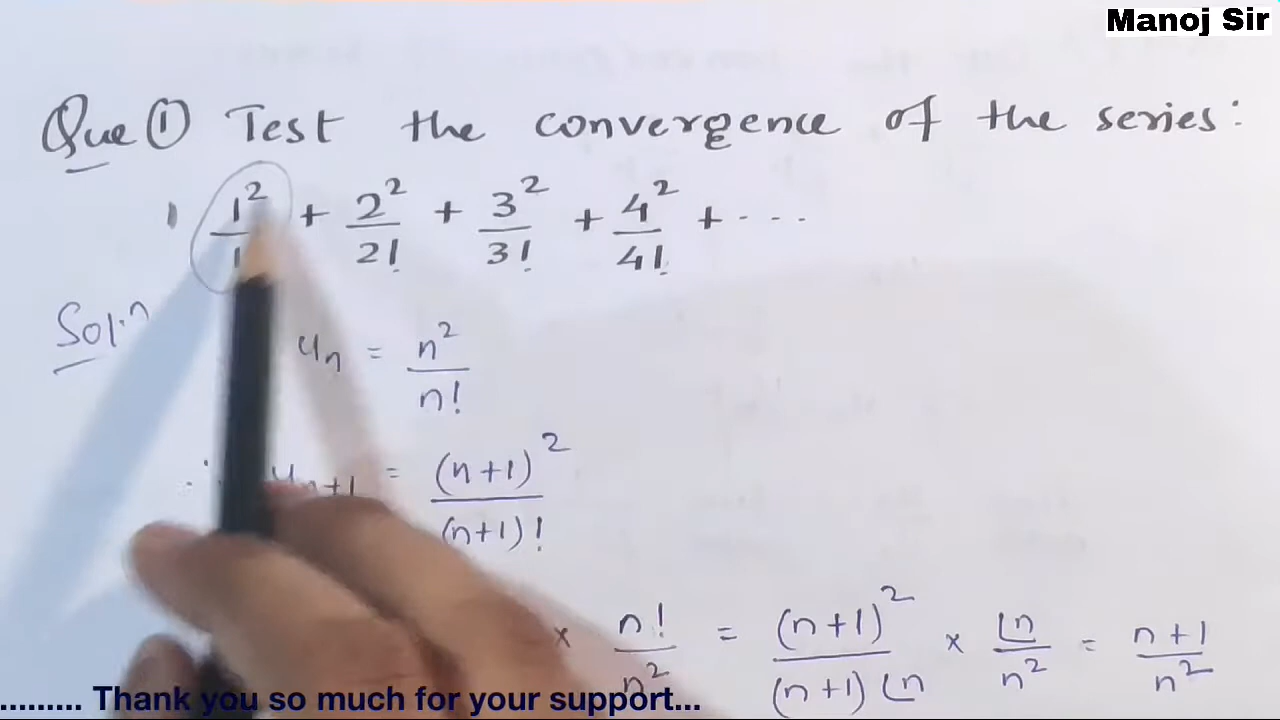 Manoj Sir
Que ① Test the convergence of the series:
1²/1 + 2²/2! + 3²/3! + 4²/4! + ...
Solⁿ uₙ = n²/n!
∴ uₙ₊₁ = (n+1)²/(n+1)!
× n!/n² = (n+1)²/((n+1) ⌊n) × ⌊n/n² = n+1/n²
......... Thank you so much for your support...